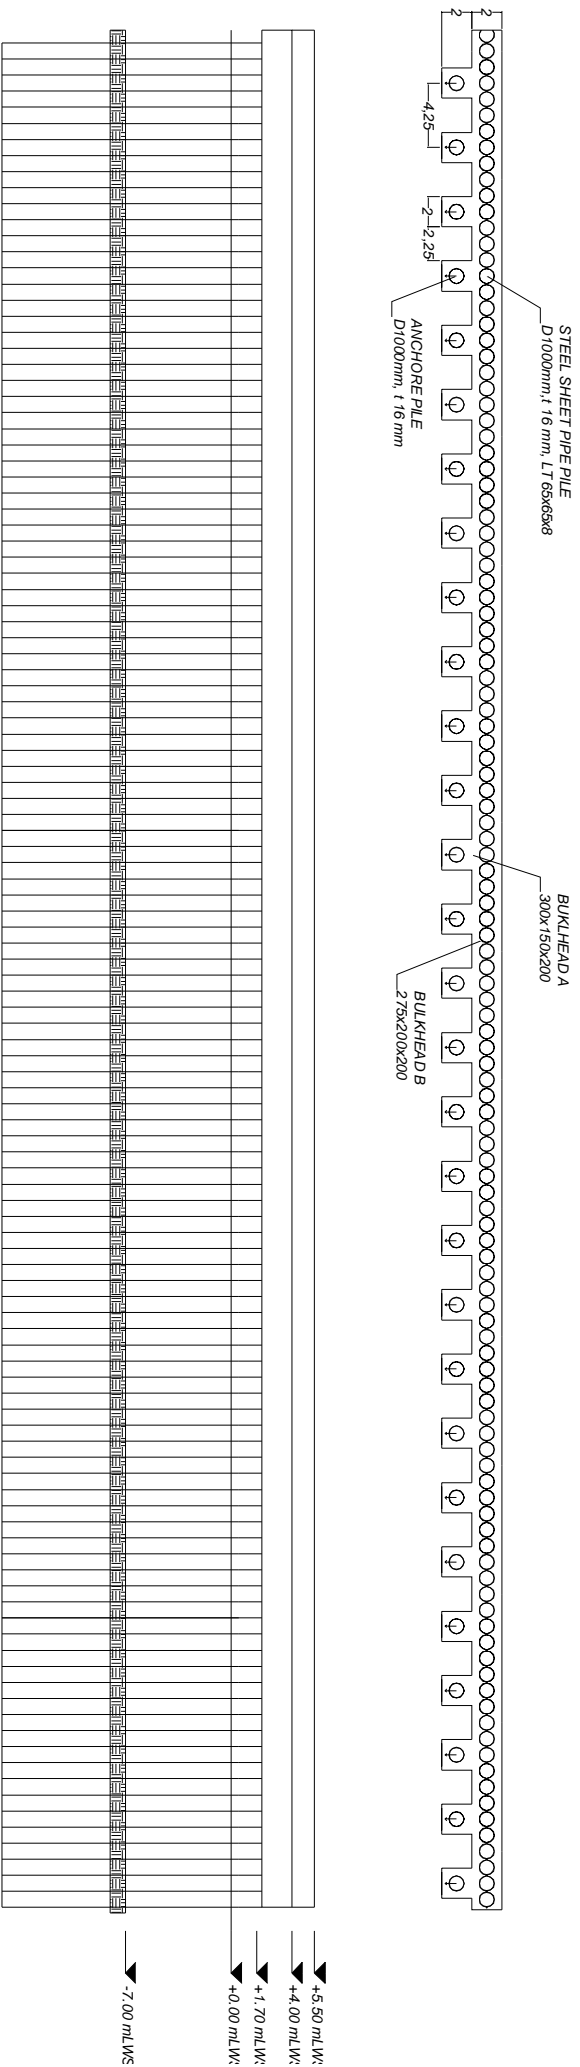 STEEL SHEET PIPE PILE
D1000mm,t 16 mm, LT 65x65x8
BUKLHEAD A
300x150x200
2
2
4,25
2
2,25
ANCHORE PILE
D1000mm, t 16 mm
BULKHEAD B
275x200x200
+5.50 mLWS
+4.00 mLWS
+1.70 mLWS
+0.00 mLWS
-7.00 mLWS